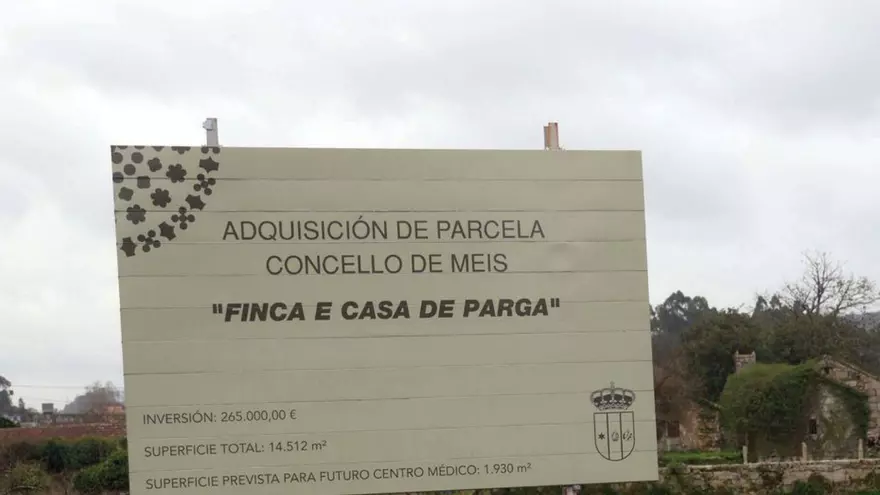 ADQUISICIÓN DE PARCELA
CONCELLO DE MEIS
"FINCA E CASA DE PARGA"
INVERSIÓN: 265.000,00 €
SUPERFICIE TOTAL: 14.512 m²
SUPERFICIE PREVISTA PARA FUTURO CENTRO MÉDICO: 1.930 m²